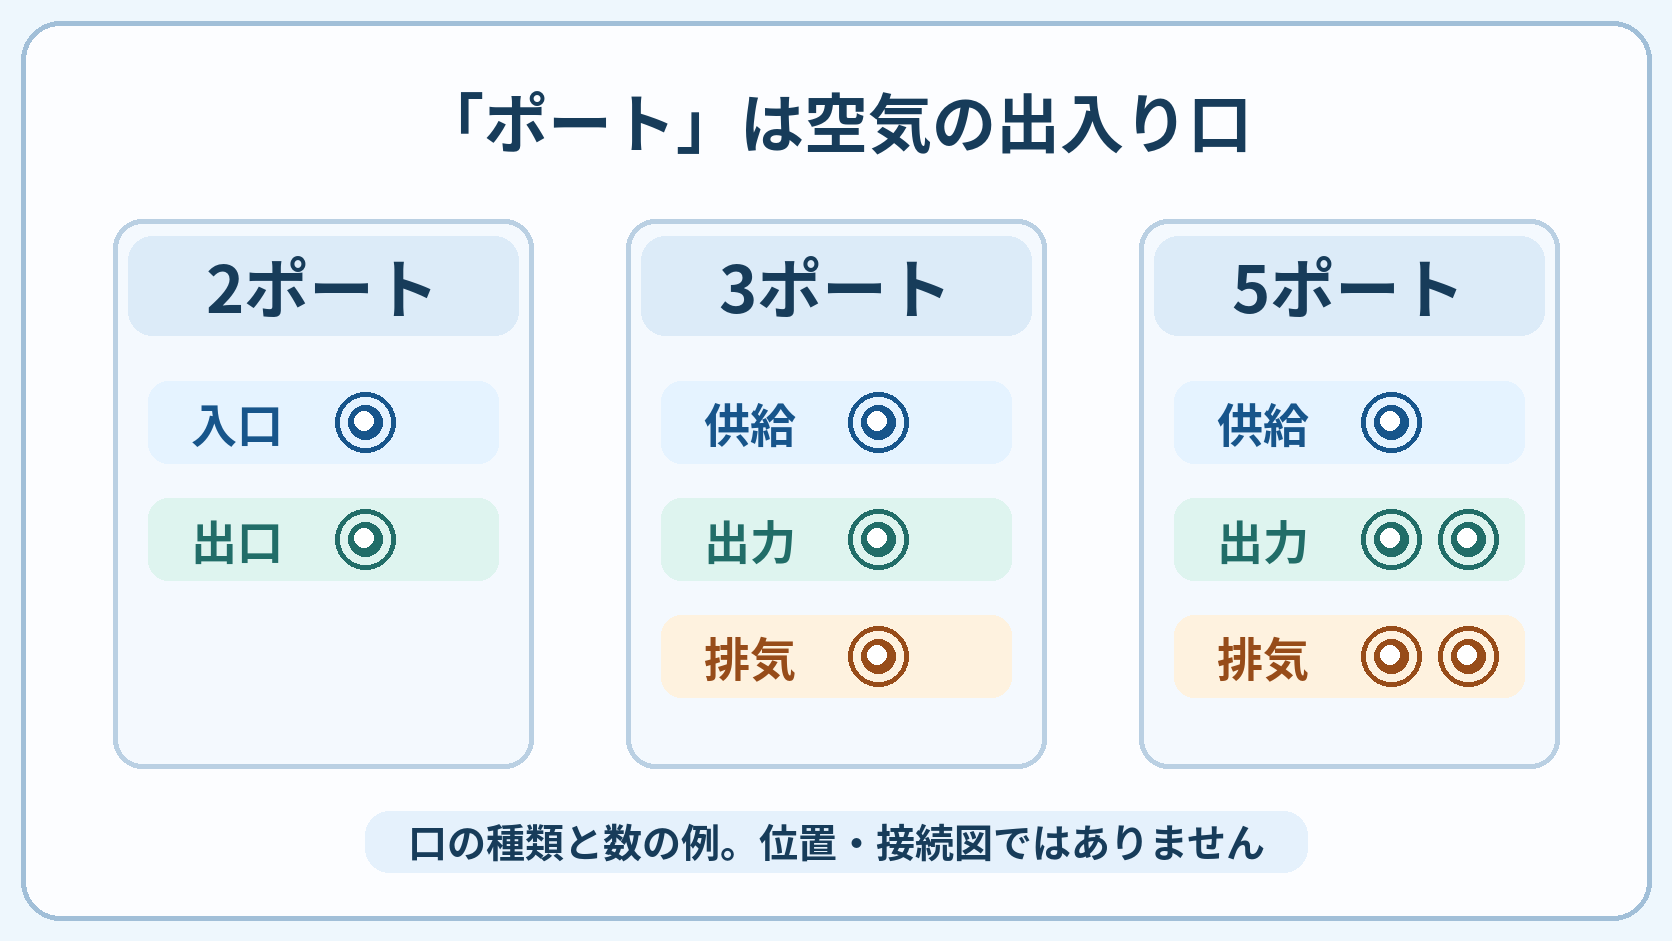 「ポート」は空気の出入り口
2ポート
入口
出口
3ポート
供給
出力
排気
5ポート
供給
出力
排気
口の種類と数の例。位置・接続図ではありません